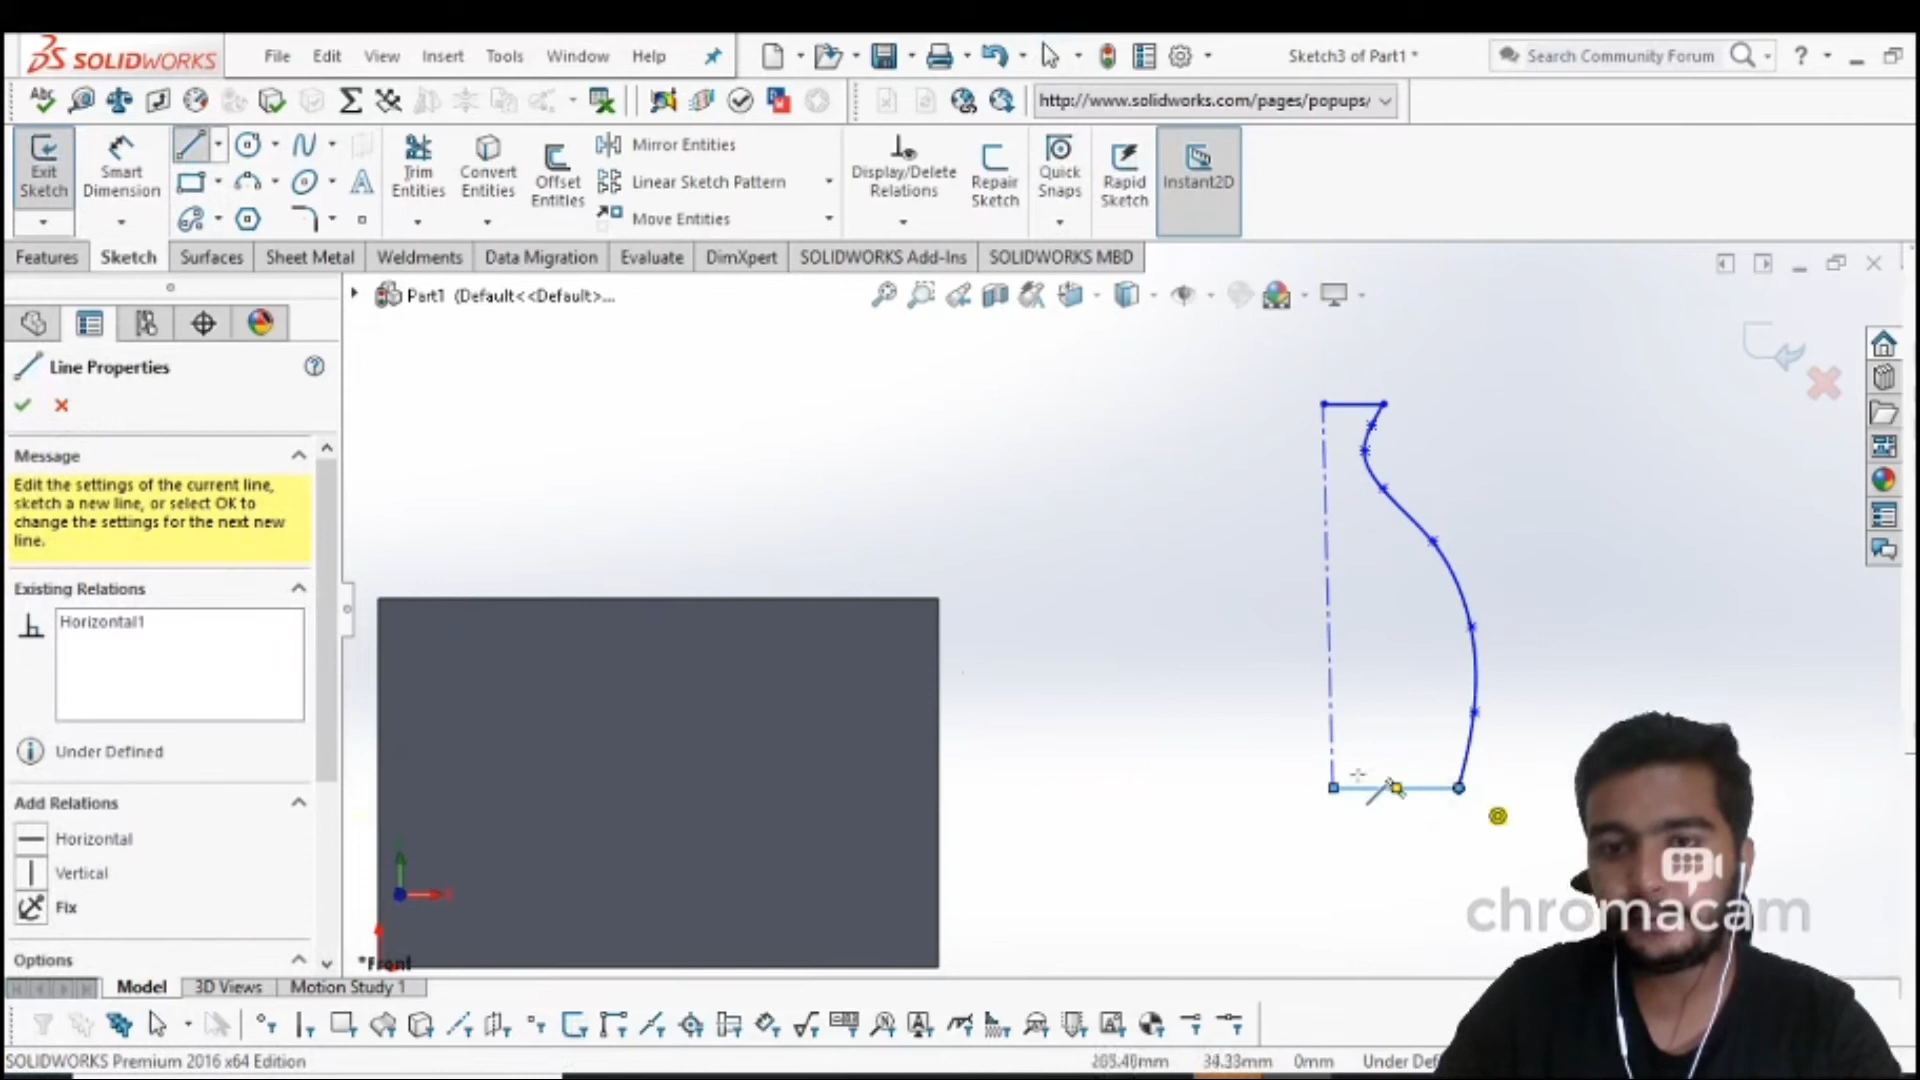 SOLIDWORKS
File Edit View Insert Tools Window Help
Sketch3 of Part1 *
Search Community Forum
?
Abc
http://www.solidworks.com/pages/popups/
Exit Sketch
Smart Dimension
Trim Entities
Convert Entities
Offset Entities
Mirror Entities
Linear Sketch Pattern
Move Entities
Display/Delete Relations
Repair Sketch
Quick Snaps
Rapid Sketch
Instant2D
Features Sketch Surfaces Sheet Metal Weldments Data Migration Evaluate DimXpert SOLIDWORKS Add-Ins SOLIDWORKS MBD
Part1 (Default<<Default>...
Line Properties
Message
Edit the settings of the current line,
sketch a new line, or select OK to
change the settings for the next new
line.
Existing Relations
Horizontal1
Under Defined
Add Relations
Horizontal
Vertical
Fix
Options
*Front
chromacam
Model 3D Views Motion Study 1
SOLIDWORKS Premium 2016 x64 Edition
34.33mm 0mm Under Def